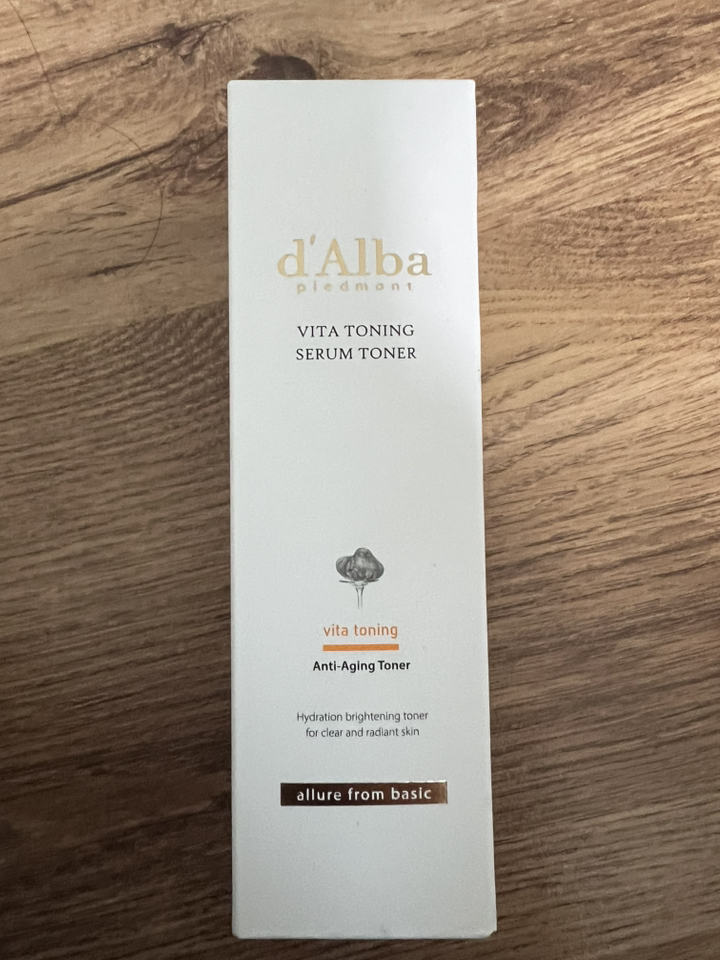 d'Alba
piedmont
VITA TONING
SERUM TONER
vita toning
Anti-Aging Toner
Hydration brightening toner
for clear and radiant skin
allure from basic